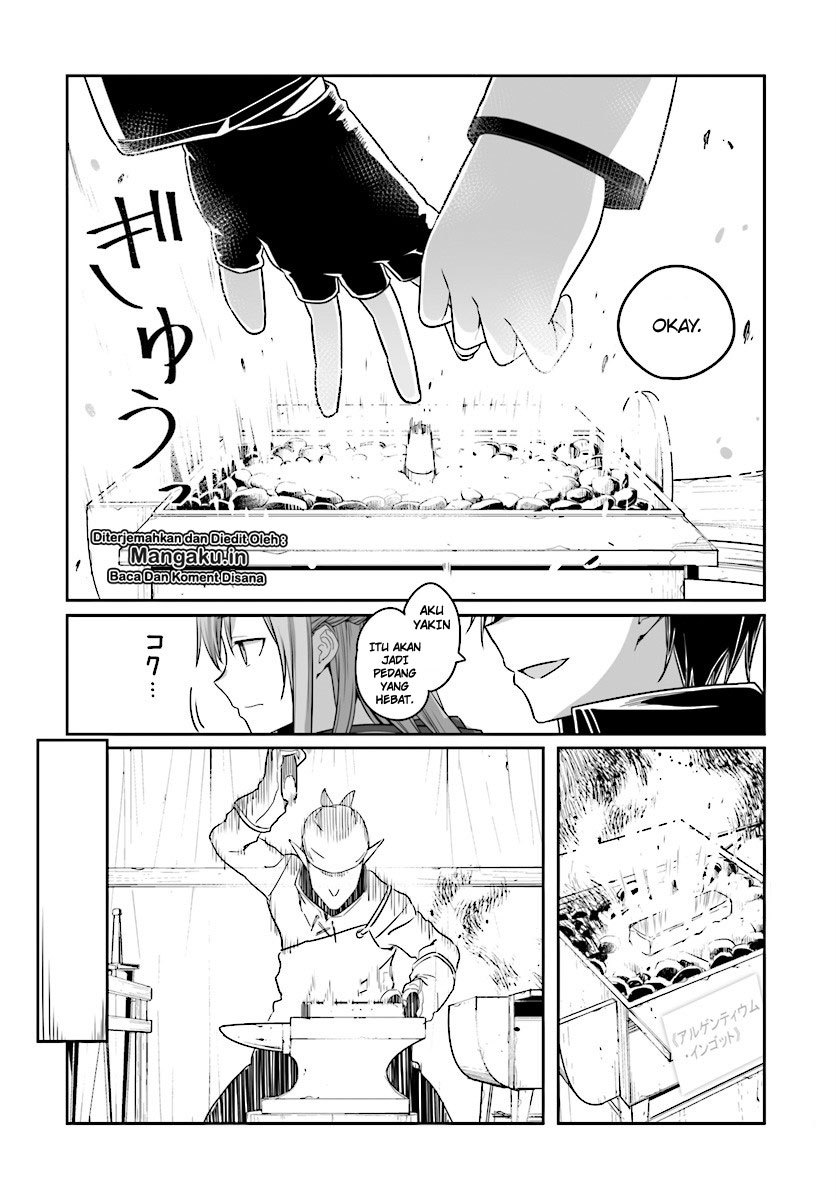 OKAY.
ぎゅうっ
Diterjemahkan dan Diedit Oleh:
Mangaku.in
Baca Dan Koment Disana
AKU
YAKIN
ITU AKAN
JADI
PEDANG
YANG
HEBAT.
コク…
《アルゲンティウム
・インゴット》